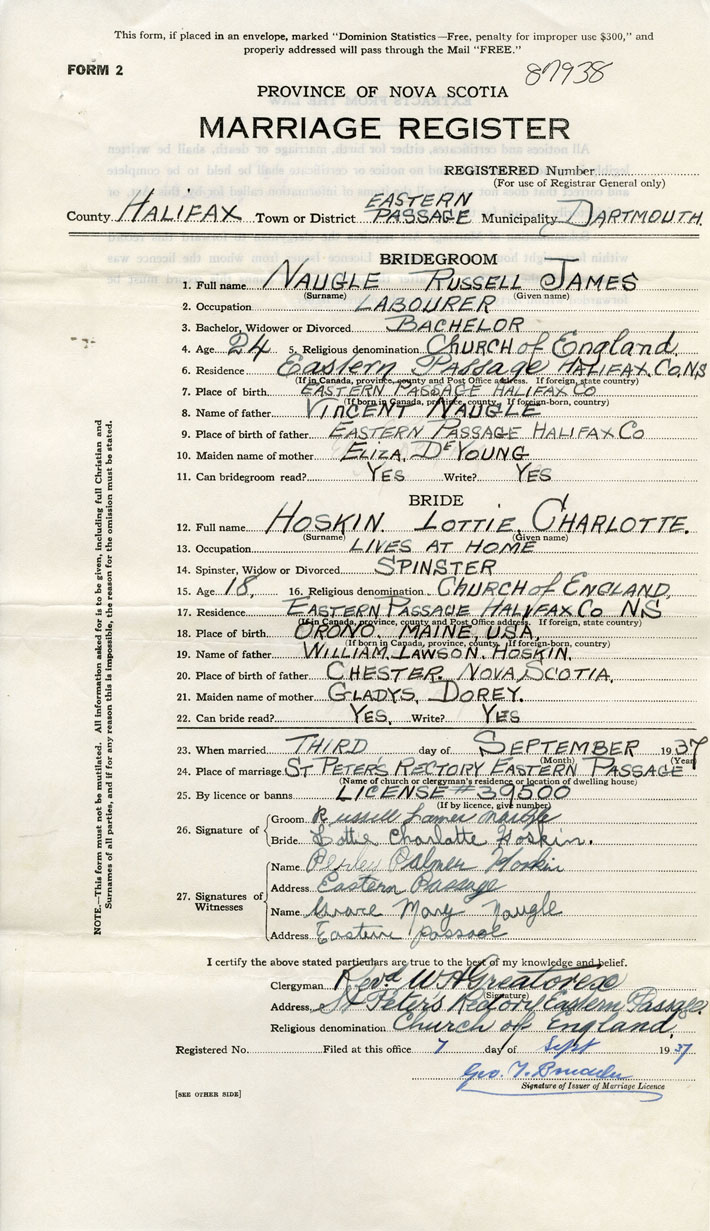 This form, if placed in an envelope, marked "Dominion Statistics—Free, penalty for improper use $300," and
properly addressed will pass through the Mail "FREE."
FORM 2
87938
PROVINCE OF NOVA SCOTIA
MARRIAGE REGISTER
REGISTERED Number
(For use of Registrar General only)
County HALIFAX Town or District EASTERN PASSAGE Municipality DARTMOUTH.
BRIDEGROOM
1. Full name NAUGLE RUSSELL JAMES
(Surname) (Given name)
2. Occupation LABOURER
3. Bachelor, Widower or Divorced BACHELOR
4. Age 24 5. Religious denomination CHURCH of England.
6. Residence Eastern Passage HALIFAX. Co. NS
(If in Canada, province, county and Post Office address. If foreign, state country)
7. Place of birth EASTERN PASSAGE HALIFAX CO
(If born in Canada, province, county. If foreign-born, country)
8. Name of father VINCENT NAUGLE
9. Place of birth of father EASTERN PASSAGE HALIFAX Co
10. Maiden name of mother ELIZA, De YOUNG
11. Can bridegroom read? YES Write? YES
BRIDE
12. Full name HOSKIN. LOTTIE, CHARLOTTE.
(Surname) (Given name)
13. Occupation LIVES AT HOME
14. Spinster, Widow or Divorced SPINSTER
15. Age 18, 16. Religious denomination CHURCH of ENGLAND,
17. Residence EASTERN PASSAGE HALIFAX Co NS
(If in Canada, province, county and Post Office address. If foreign, state country)
18. Place of birth ORONO. MAINE, USA,
(If born in Canada, province, county. If foreign-born, country)
19. Name of father WILLIAM, LAWSON. HOSKIN,
20. Place of birth of father CHESTER. NOVA SCOTIA,
21. Maiden name of mother GLADYS, DOREY.
22. Can bride read? YES, Write? YES
23. When married THIRD day of SEPTEMBER 1937
(Month) (Year)
24. Place of marriage ST PETER'S RECTORY EASTERN PASSAGE
(Name of church or clergyman's residence or location of dwelling house)
25. By licence or banns LICENSE # 39500
(If by licence, give number)
26. Signature of
Groom Russell James Naugle
Bride Lottie Charlotte Hoskin.
27. Signatures of Witnesses
Name Palmer Hoskin
Address Eastern Passage
Name Grace Mary Naugle
Address Eastern passage
I certify the above stated particulars are true to the best of my knowledge and belief.
Clergyman Revd W A Greatorex
(Signature)
Address St Peter's Rectory Eastern Passage.
Religious denomination Church of England,
Registered No. Filed at this office 7 day of Sept 1937
Geo. T.
Signature of Issuer of Marriage Licence
[SEE OTHER SIDE]
NOTE.—This form must not be mutilated. All information asked for is to be given, including full Christian and
Surnames of all parties, and if for any reason this is impossible, the reason for the omission must be stated.